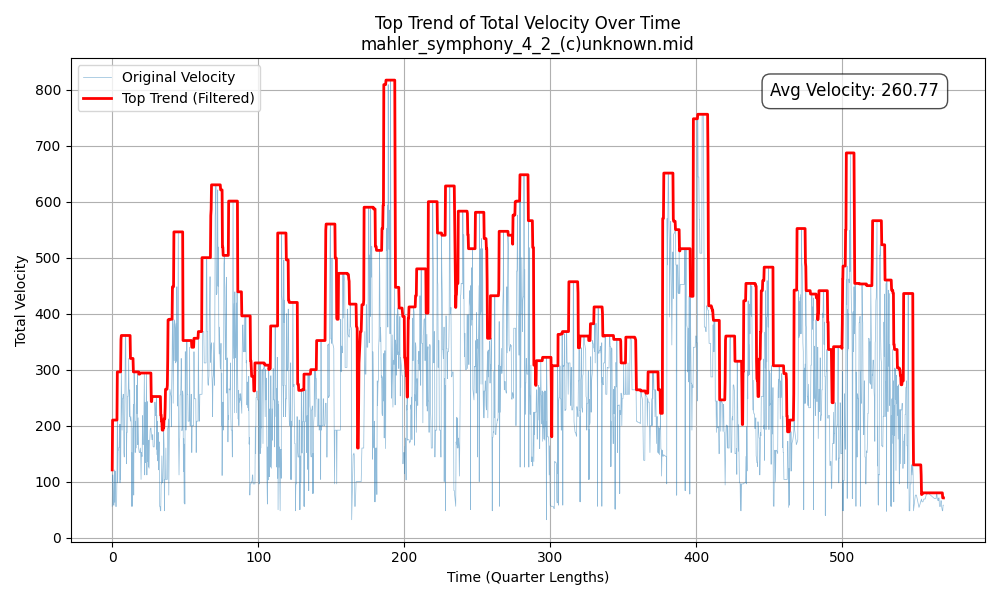 Top Trend of Total Velocity Over Time
mahler_symphony_4_2_(c)unknown.mid
Original Velocity
Top Trend (Filtered)
Avg Velocity: 260.77
Total Velocity
800
700
600
500
400
300
200
100
0
0 100 200 300 400 500
Time (Quarter Lengths)